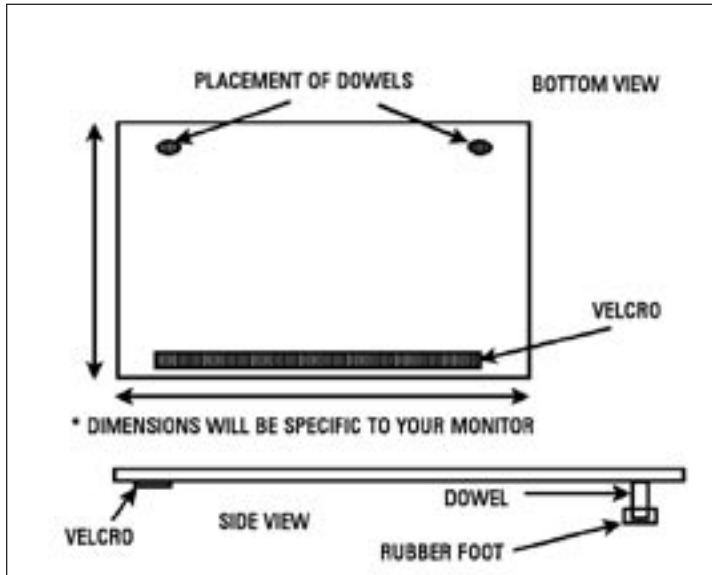 PLACEMENT OF DOWELS
BOTTOM VIEW
VELCRO
* DIMENSIONS WILL BE SPECIFIC TO YOUR MONITOR
DOWEL
VELCRO
SIDE VIEW
RUBBER FOOT